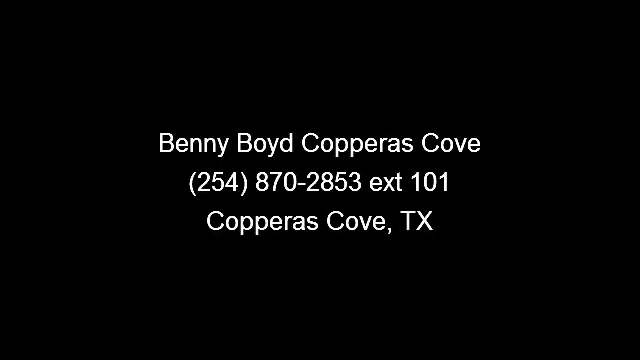 Benny Boyd Copperas Cove
(254) 870-2853 ext 101
Copperas Cove, TX